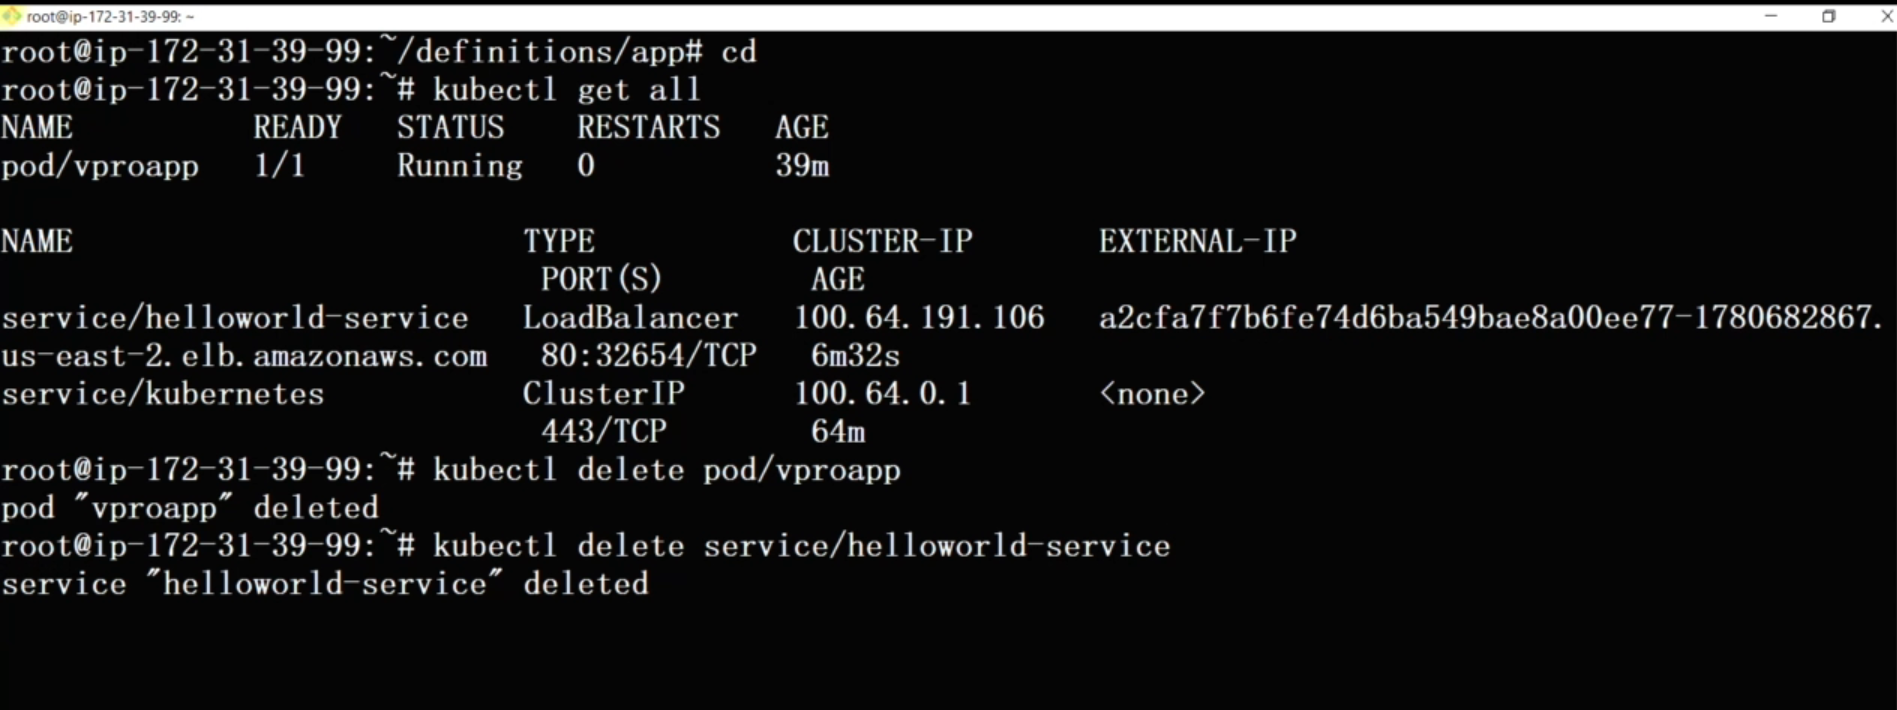 root@ip-172-31-39-99: ~
root@ip-172-31-39-99:~/definitions/app# cd
root@ip-172-31-39-99:~# kubectl get all
NAME READY STATUS RESTARTS AGE
pod/vproapp 1/1 Running 0 39m
NAME TYPE CLUSTER-IP EXTERNAL-IP
PORT(S) AGE
service/helloworld-service LoadBalancer 100.64.191.106 a2cfa7f7b6fe74d6ba549bae8a00ee77-1780682867.
us-east-2.elb.amazonaws.com 80:32654/TCP 6m32s
service/kubernetes ClusterIP 100.64.0.1 <none>
443/TCP 64m
root@ip-172-31-39-99:~# kubectl delete pod/vproapp
pod "vproapp" deleted
root@ip-172-31-39-99:~# kubectl delete service/helloworld-service
service "helloworld-service" deleted